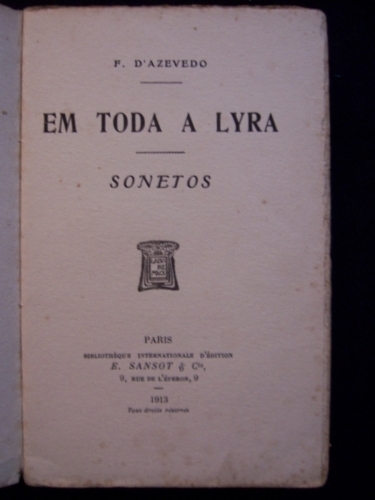 F. D'AZEVEDO
EM TODA A LYRA
SONETOS
PARIS
BIBLIOTHÈQUE INTERNATIONALE D'ÉDITION
E. SANSOT & Cie,
9, RUE DE L'ÉPERON, 9
1913
Tous droits réservés